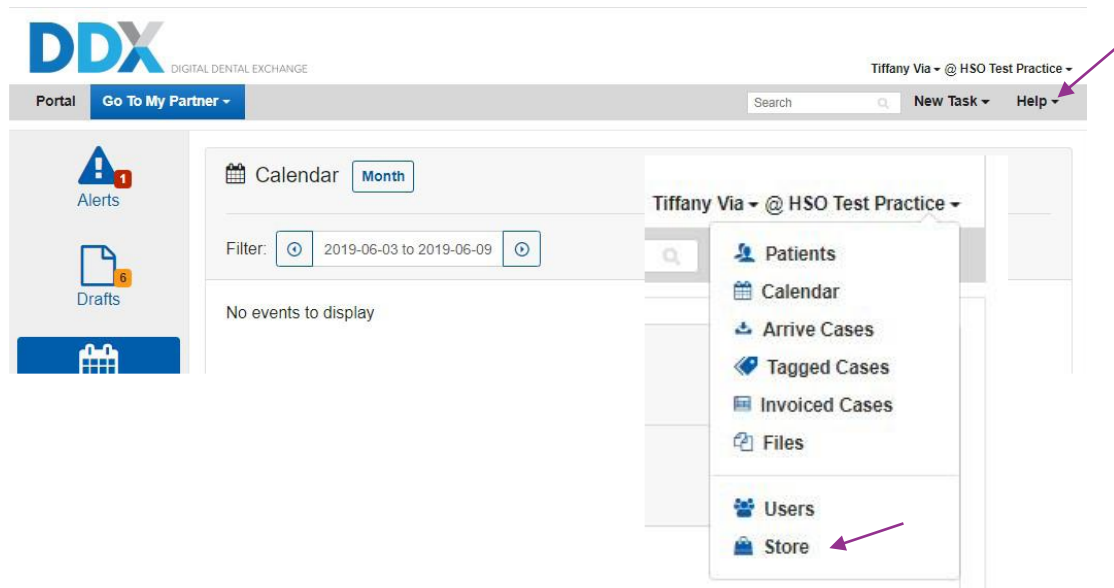 DDX
DIGITAL DENTAL EXCHANGE
Tiffany Via @ HSO Test Practice
Portal Go To My Partner Search New Task Help
1
Alerts
6
Drafts
Calendar Month
Filter: 2019-06-03 to 2019-06-09
No events to display
Tiffany Via @ HSO Test Practice
Patients
Calendar
Arrive Cases
Tagged Cases
Invoiced Cases
Files
Users
Store